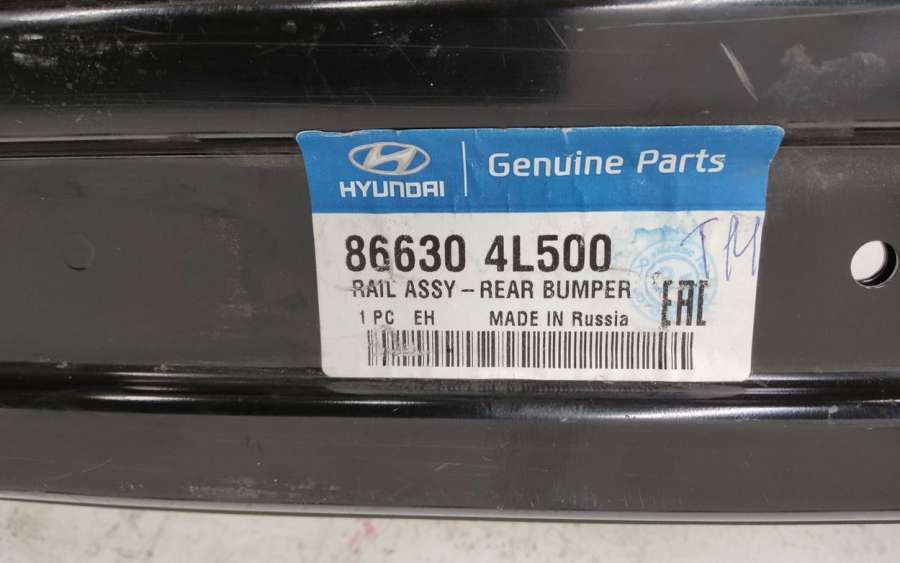 HYUNDAI
Genuine Parts
86630 4L500
RAIL ASSY-REAR BUMPER
1 PC EH MADE IN Russia
EAC